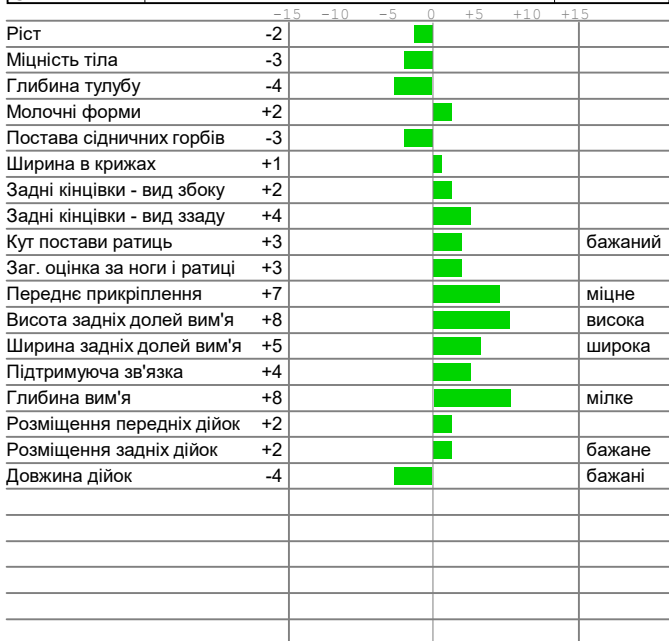 -15 -10 -5 0 +5 +10 +15
Ріст -2
Міцність тіла -3
Глибина тулубу -4
Молочні форми +2
Постава сідничних горбів -3
Ширина в крижах +1
Задні кінцівки - вид збоку +2
Задні кінцівки - вид ззаду +4
Кут постави ратиць +3 бажаний
Заг. оцінка за ноги і ратиці +3
Переднє прикріплення +7 міцне
Висота задніх долей вим'я +8 висока
Ширина задніх долей вим'я +5 широка
Підтримуюча зв'язка +4
Глибина вим'я +8 мілке
Розміщення передніх дійок +2
Розміщення задніх дійок +2 бажане
Довжина дійок -4 бажані